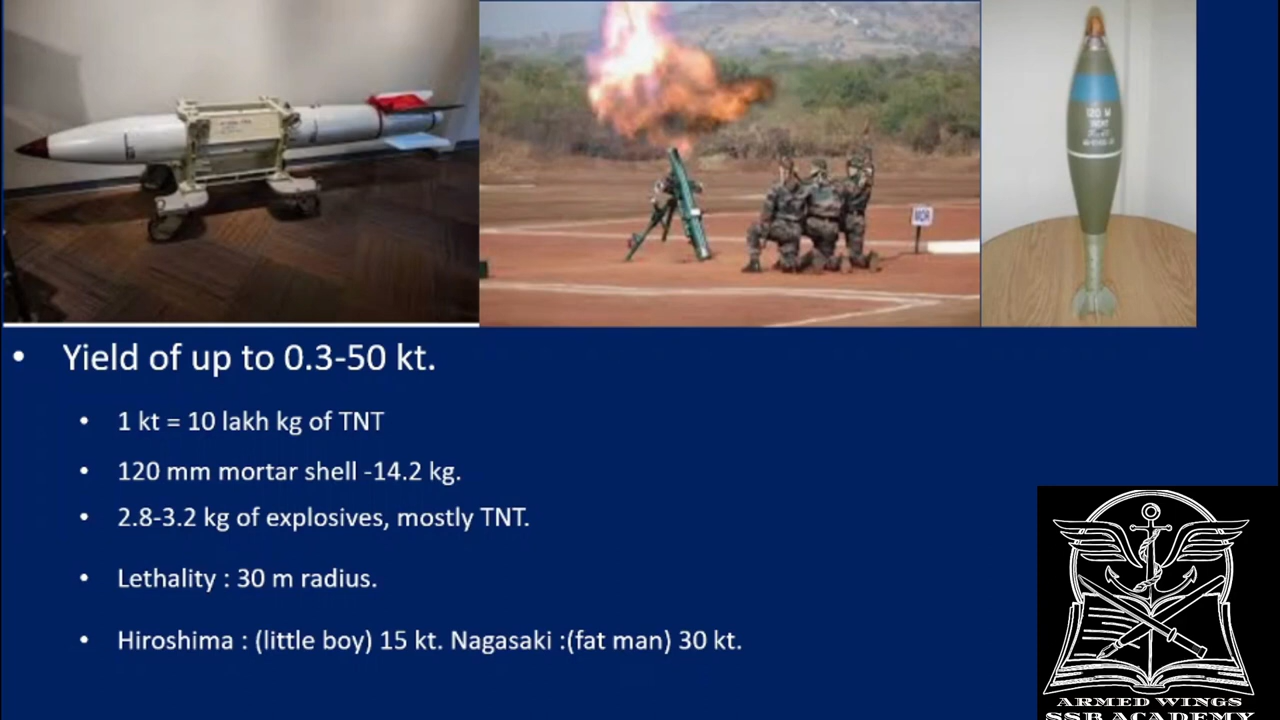 120 M
MOR
Yield of up to 0.3-50 kt.
1 kt = 10 lakh kg of TNT
120 mm mortar shell -14.2 kg.
2.8-3.2 kg of explosives, mostly TNT.
Lethality : 30 m radius.
Hiroshima : (little boy) 15 kt. Nagasaki :(fat man) 30 kt.
ARMED WINGS
SSB ACADEMY